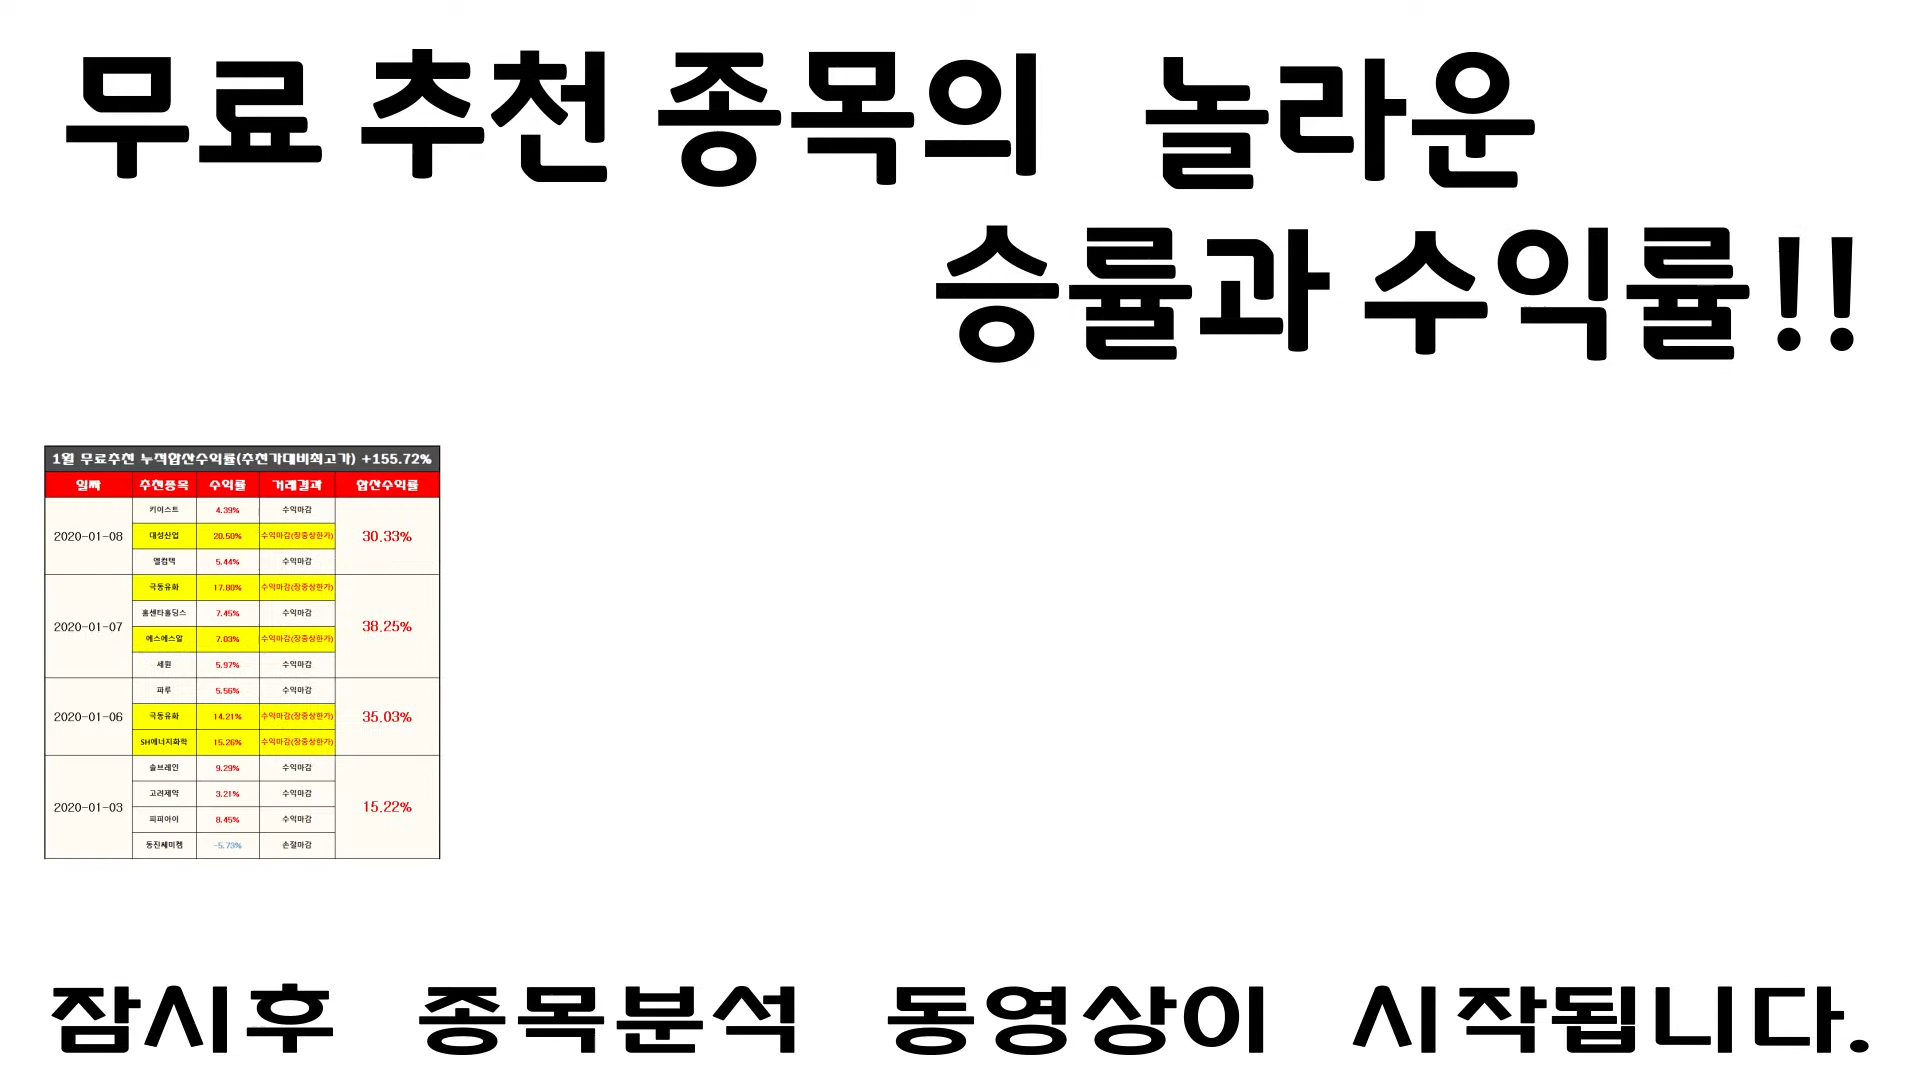 무료 추천 종목의 놀라운
승률과 수익률!!
1월 무료추천 누적합산수익률(추천가대비최고가) +155.72%
일짜 추천종목 수익률 거래결과 합산수익률
2020-01-08 키이스트 4.39% 수익마감 30.33%
대성산업 20.50% 수익마감(장중상한가)
엘컴텍 5.44% 수익마감
2020-01-07 극동유화 17.80% 수익마감(장중상한가) 38.25%
홈센타홀딩스 7.45% 수익마감
에스에스알 7.03% 수익마감(장중상한가)
세원 5.97% 수익마감
2020-01-06 파루 5.56% 수익마감 35.03%
극동유화 14.21% 수익마감(장중상한가)
SH에너지화학 15.26% 수익마감(장중상한가)
2020-01-03 솔브레인 9.29% 수익마감 15.22%
고려제약 3.21% 수익마감
피피아이 8.45% 수익마감
동진쎄미켐 -5.73% 손절마감
잠시후 종목분석 동영상이 시작됩니다.